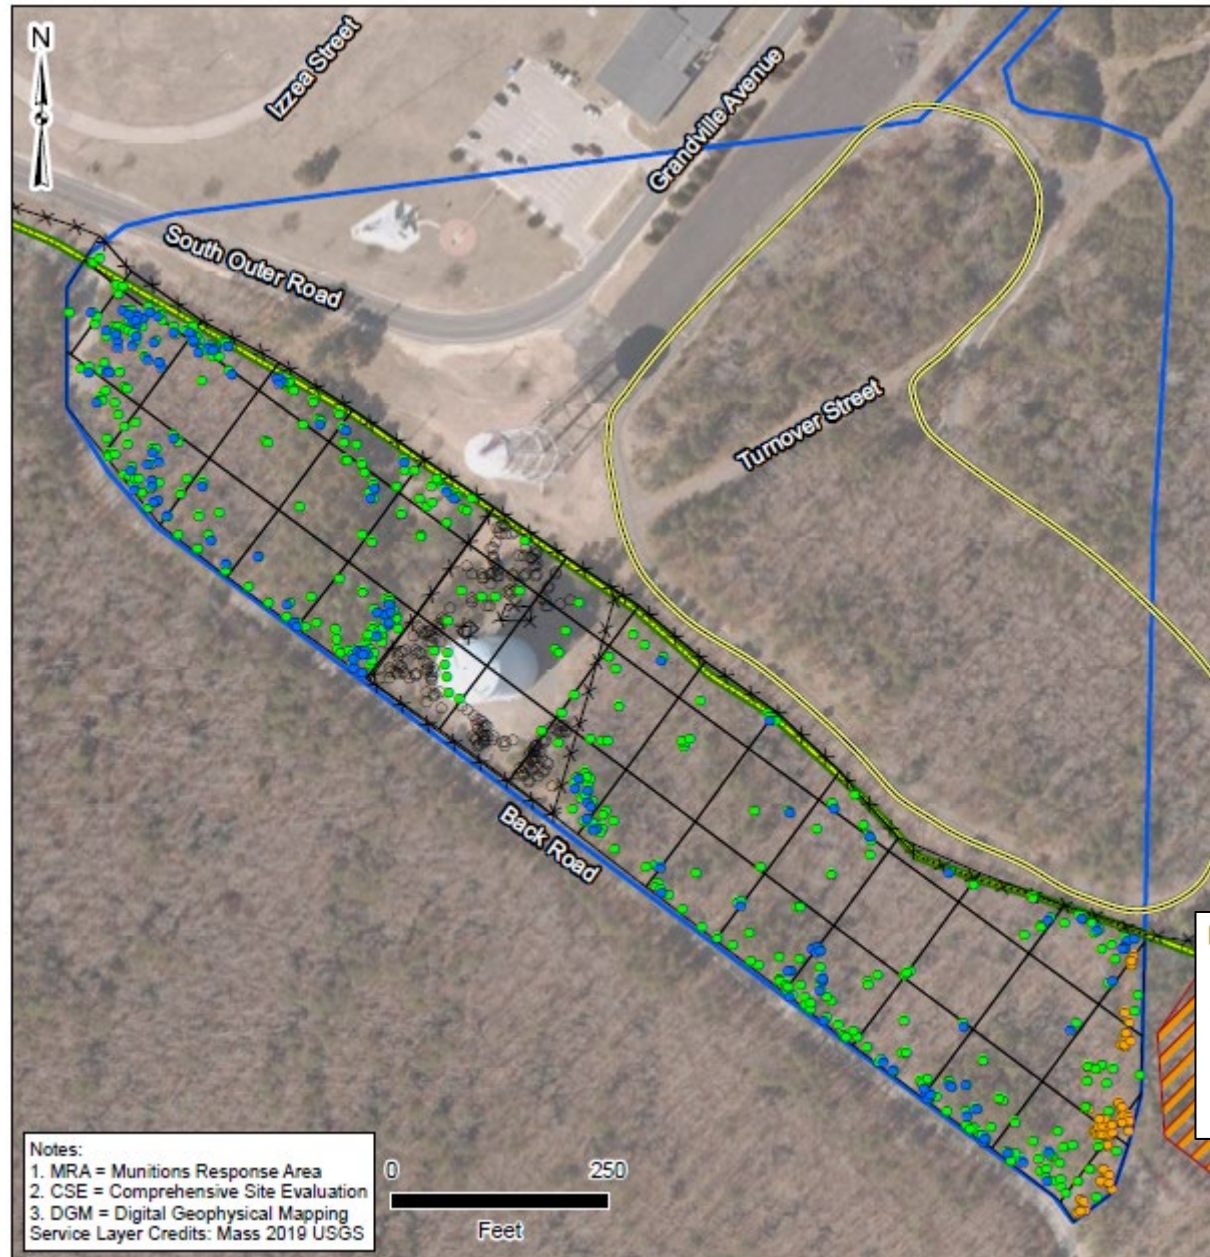 N
Izzea Street
Grandville Avenue
South Outer Road
Turnover Street
Back Road
Notes:
1. MRA = Munitions Response Area
2. CSE = Comprehensive Site Evaluation
3. DGM = Digital Geophysical Mapping
Service Layer Credits: Mass 2019 USGS
0 250
Feet